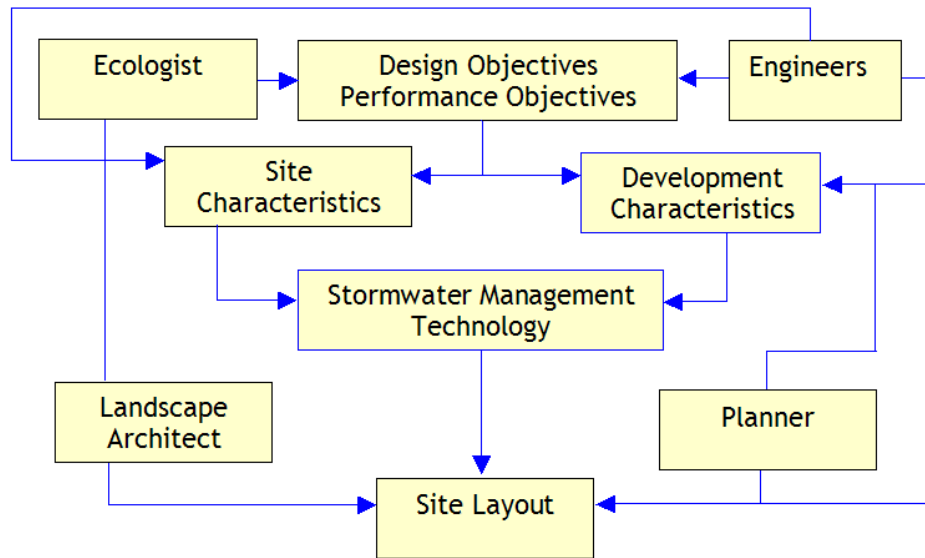 Ecologist
Design Objectives
Performance Objectives
Engineers
Site
Characteristics
Development
Characteristics
Stormwater Management
Technology
Landscape
Architect
Planner
Site Layout